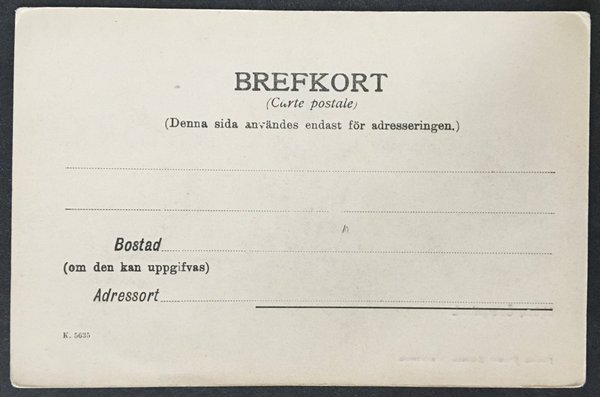 BREFKORT
(Carte postale)
(Denna sida användes endast för adresseringen.)
Bostad
(om den kan uppgifvas)
Adressort
K. 5635